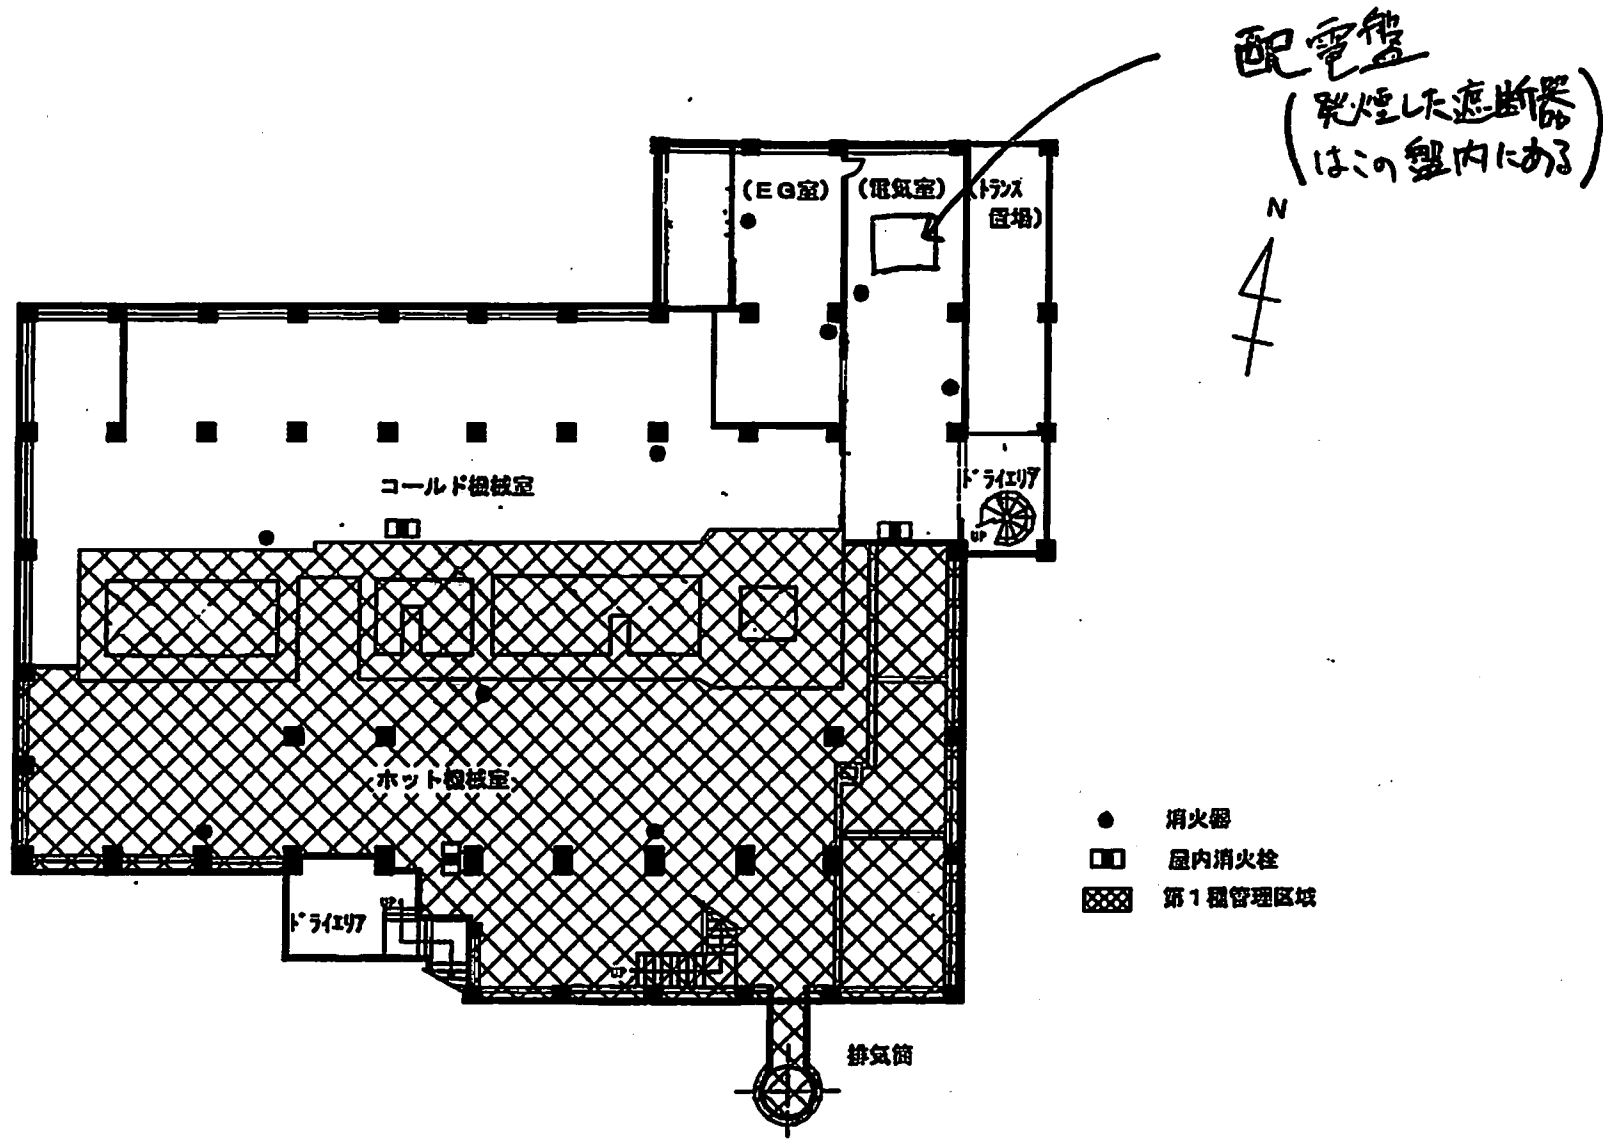 配電盤
(発煙した遮断器
はこの盤内にある)
N
(EG室)
(電気室)
(トランス
置場)
コールド機械室
ドライエリア
UP
ホット機械室
ドライエリア
UP
UP
排気筒
消火器
屋内消火栓
第1種管理区域